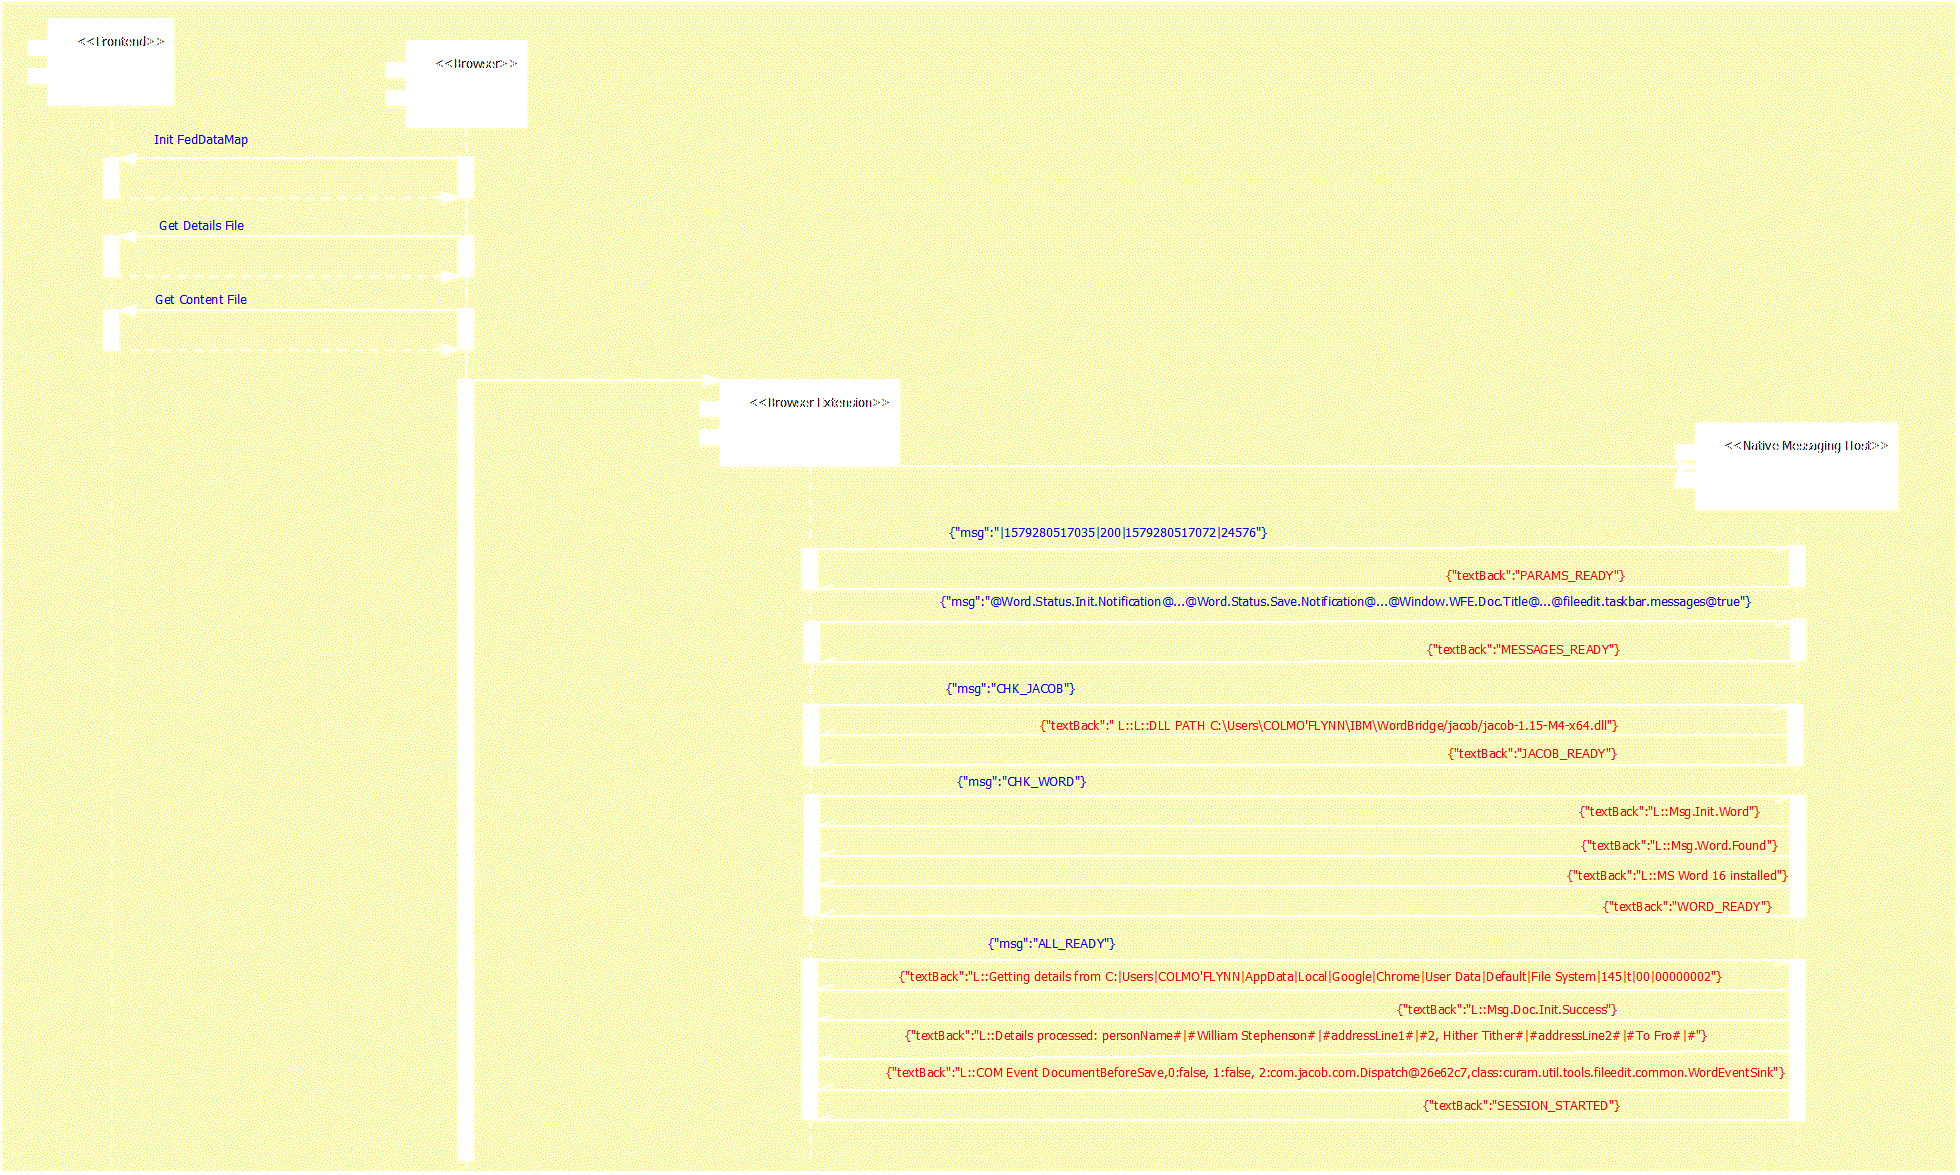 <<Frontend>>
<<Browser>>
Init FedDataMap
Get Details File
Get Content File
<<Browser Extension>>
<<Native Messaging Host>>
{"msg":"|1579280517035|200|1579280517072|24576"}
{"textBack":"PARAMS_READY"}
{"msg":"@Word.Status.Init.Notification@...@Word.Status.Save.Notification@...@Window.WFE.Doc.Title@...@fileedit.taskbar.messages@true"}
{"textBack":"MESSAGES_READY"}
{"msg":"CHK_JACOB"}
{"textBack":" L::L::DLL PATH C:\Users\COLMO'FLYNN\IBM\WordBridge/jacob/jacob-1.15-M4-x64.dll"}
{"textBack":"JACOB_READY"}
{"msg":"CHK_WORD"}
{"textBack":"L::Msg.Init.Word"}
{"textBack":"L::Msg.Word.Found"}
{"textBack":"L::MS Word 16 installed"}
{"textBack":"WORD_READY"}
{"msg":"ALL_READY"}
{"textBack":"L::Getting details from C:|Users|COLMO'FLYNN|AppData|Local|Google|Chrome|User Data|Default|File System|145|t|00|00000002"}
{"textBack":"L::Msg.Doc.Init.Success"}
{"textBack":"L::Details processed: personName#|#William Stephenson#|#addressLine1#|#2, Hither Tither#|#addressLine2#|#To Fro#|#"}
{"textBack":"L::COM Event DocumentBeforeSave,0:false, 1:false, 2:com.jacob.com.Dispatch@26e62c7,class:curam.util.tools.fileedit.common.WordEventSink"}
{"textBack":"SESSION_STARTED"}